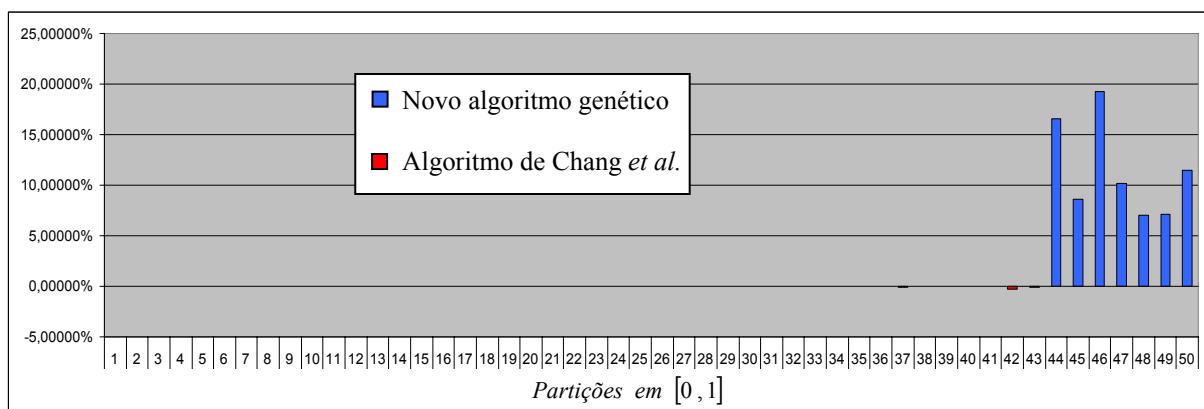 25,00000%
20,00000%
15,00000%
10,00000%
5,00000%
0,00000%
-5,00000%
Novo algoritmo genético
Algoritmo de Chang et al.
1 2 3 4 5 6 7 8 9 10 11 12 13 14 15 16 17 18 19 20 21 22 23 24 25 26 27 28 29 30 31 32 33 34 35 36 37 38 39 40 41 42 43 44 45 46 47 48 49 50
Partições em [0 , 1]